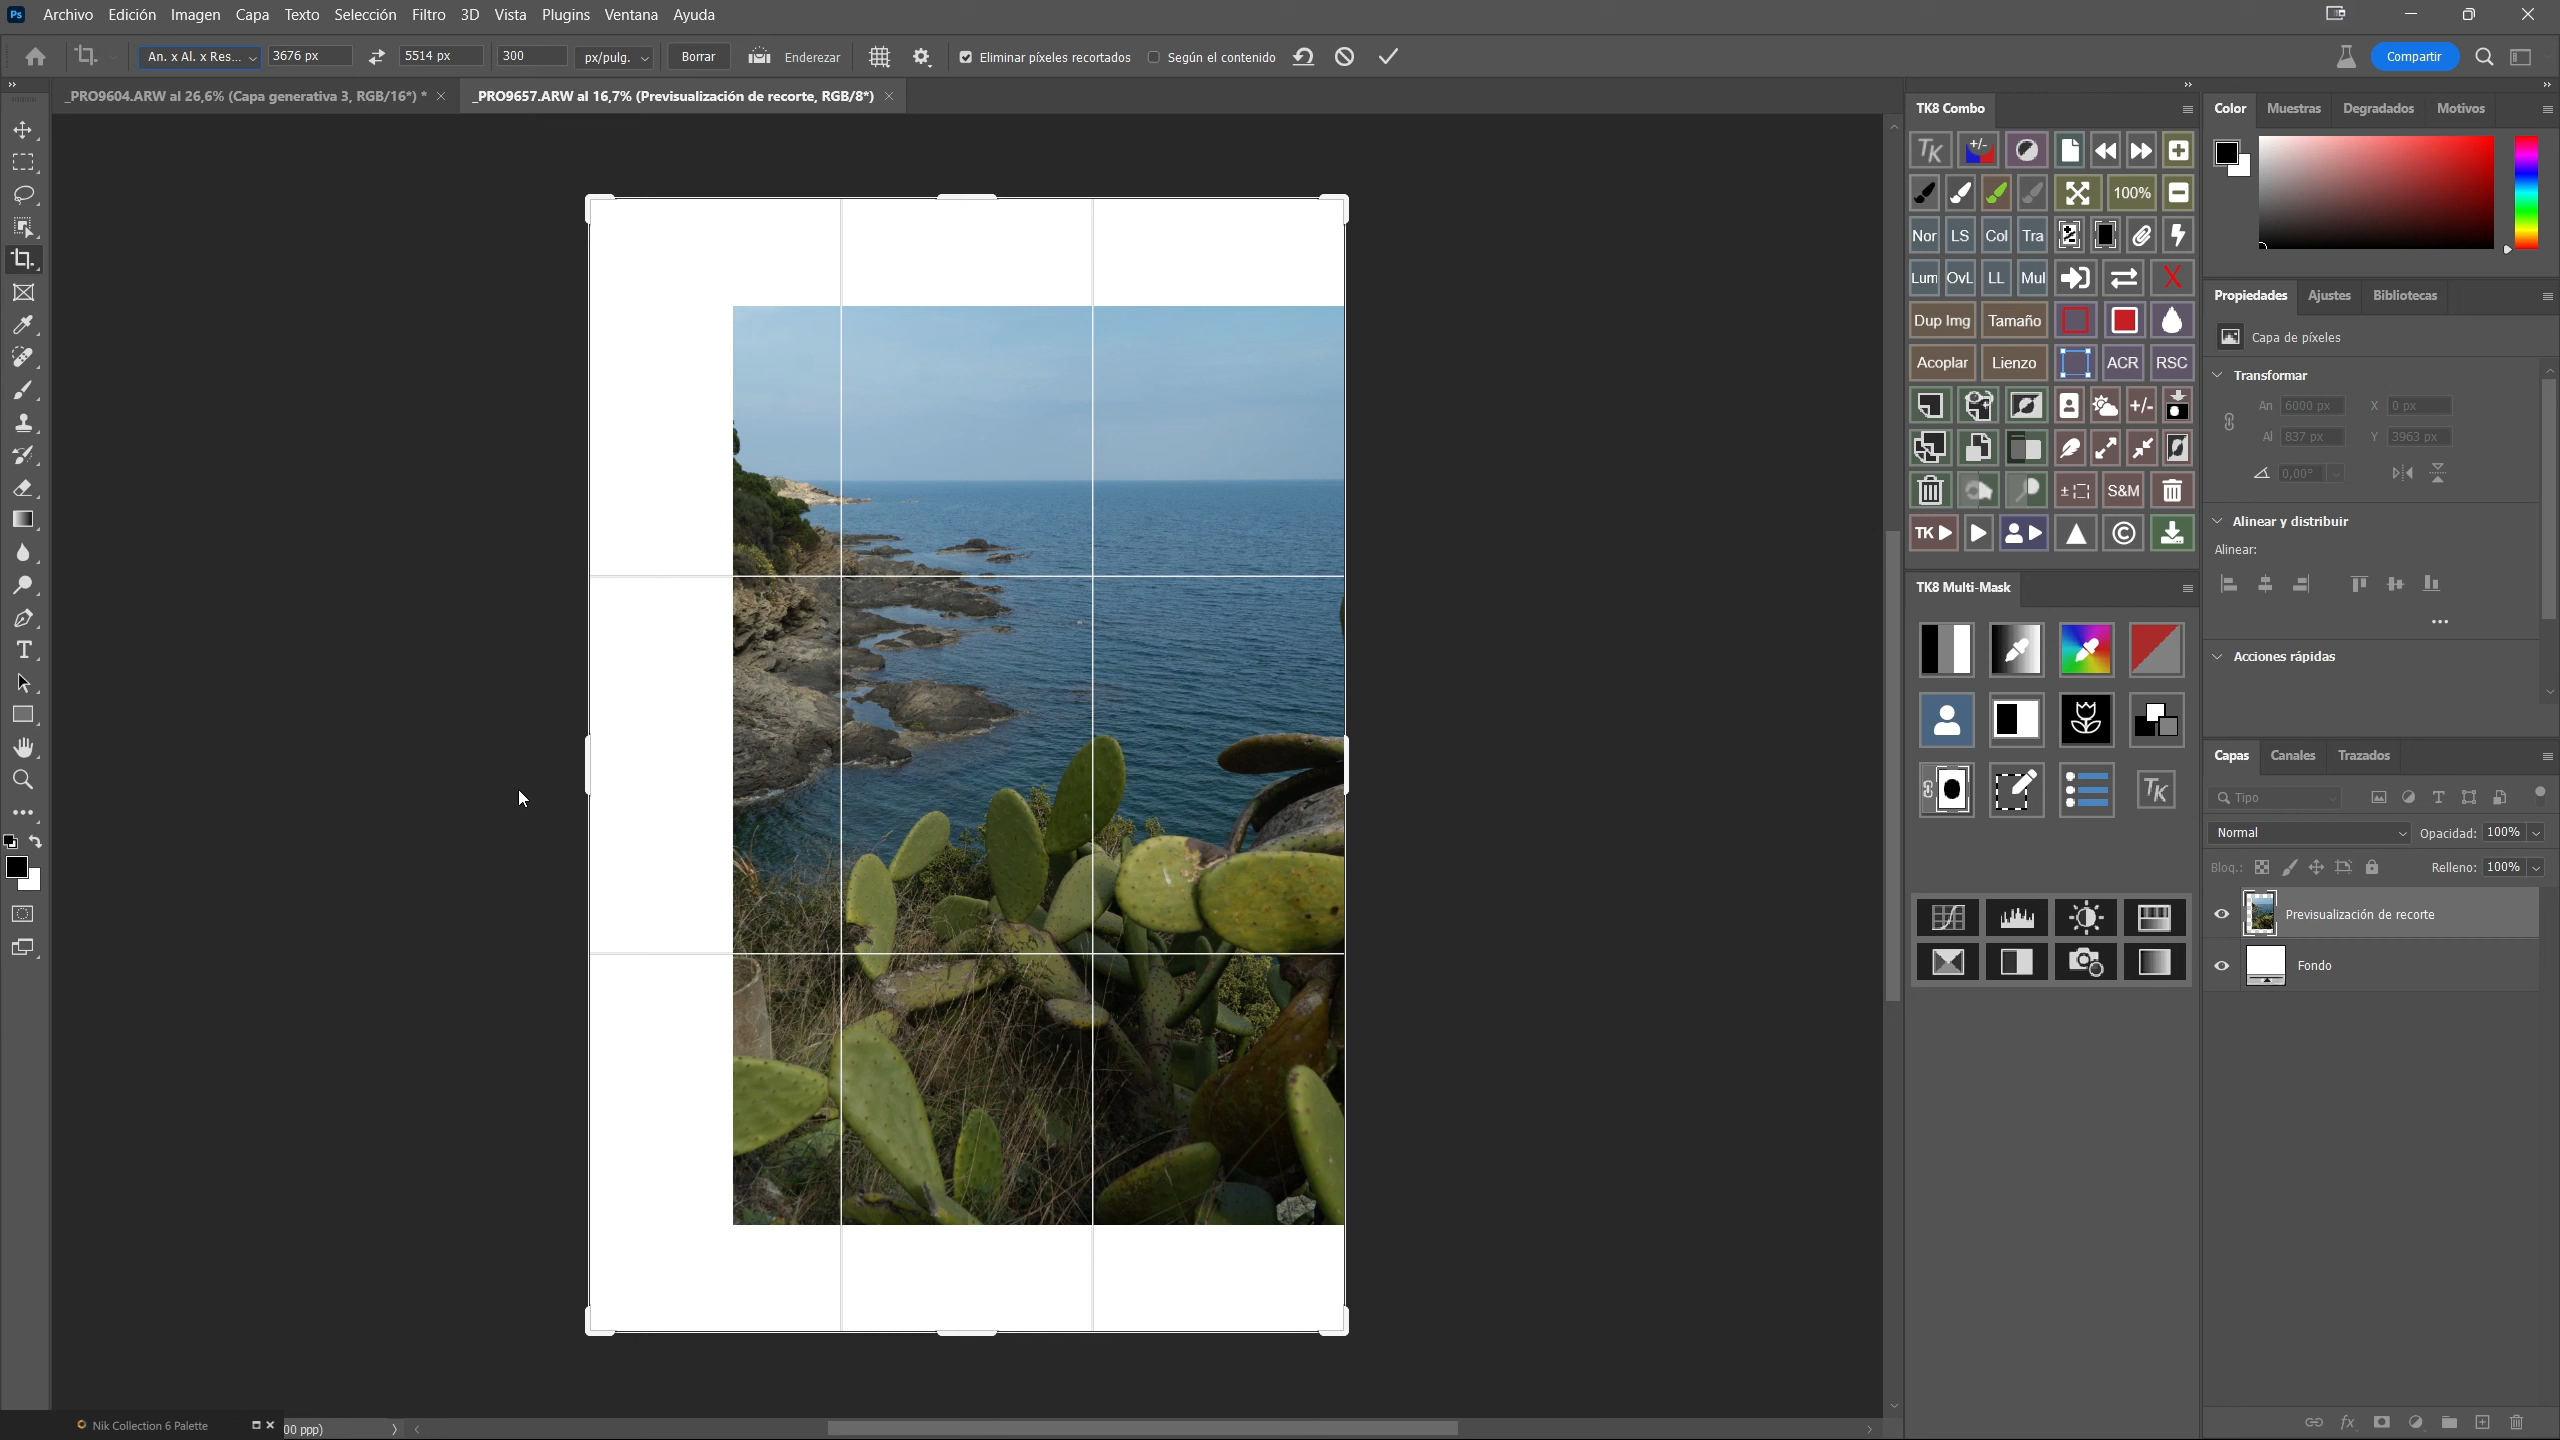 Ps Archivo Edición Imagen Capa Texto Selección Filtro 3D Vista Plugins Ventana Ayuda
An. x Al. x Res... 3676 px 5514 px 300 px/pulg. Borrar Enderezar Eliminar píxeles recortados Según el contenido Compartir
_PRO9604.ARW al 26,6% (Capa generativa 3, RGB/16*) * _PRO9657.ARW al 16,7% (Previsualización de recorte, RGB/8*)
TK8 Combo
TK +/-
100%
Nor LS Col Tra
Lum OvL LL Mul X
Dup Img Tamaño
Acoplar Lienzo ACR RSC
+/-
S&M
TK ©
TK8 Multi-Mask
TK
Color Muestras Degradados Motivos
Propiedades Ajustes Bibliotecas
Capa de píxeles
Transformar
An 6000 px X 0 px
Al 837 px Y 3963 px
0,00°
Alinear y distribuir
Alinear:
Acciones rápidas
Capas Canales Trazados
Tipo
Normal Opacidad: 100%
Bloq.: Relleno: 100%
Previsualización de recorte
Fondo
fx
Nik Collection 6 Palette 00 ppp)